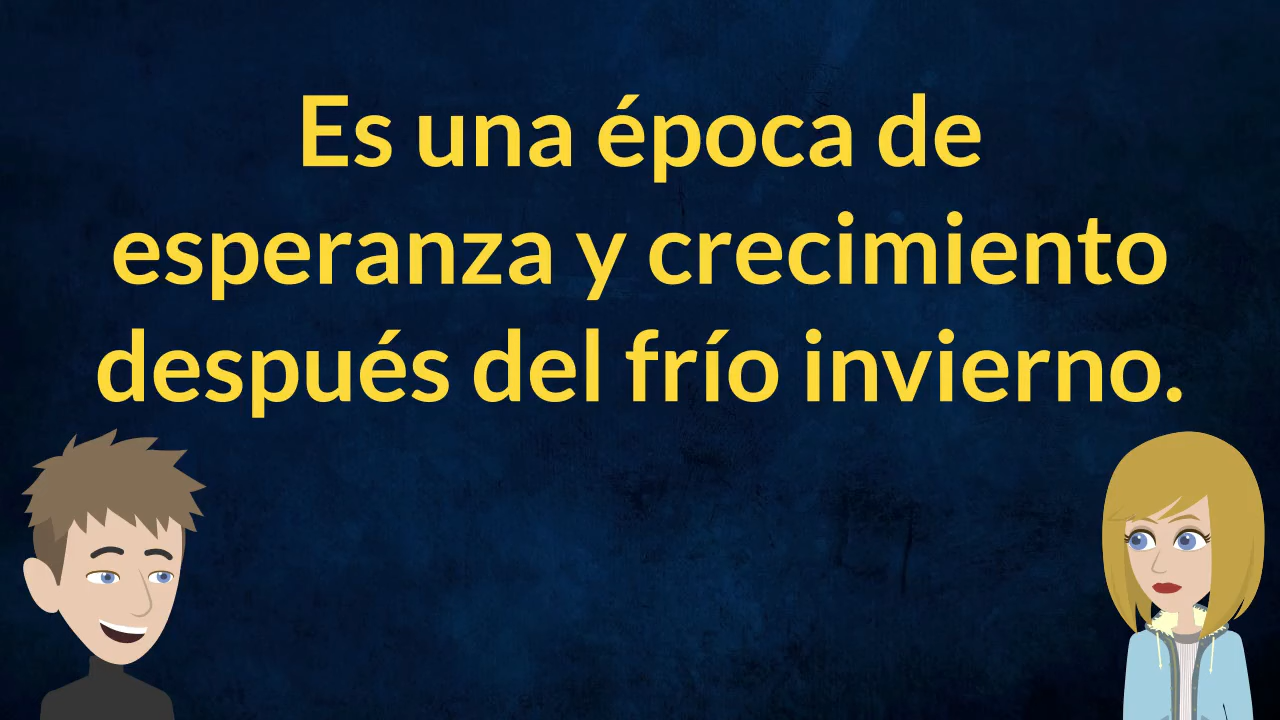 Es una época de
esperanza y crecimiento
después del frío invierno.